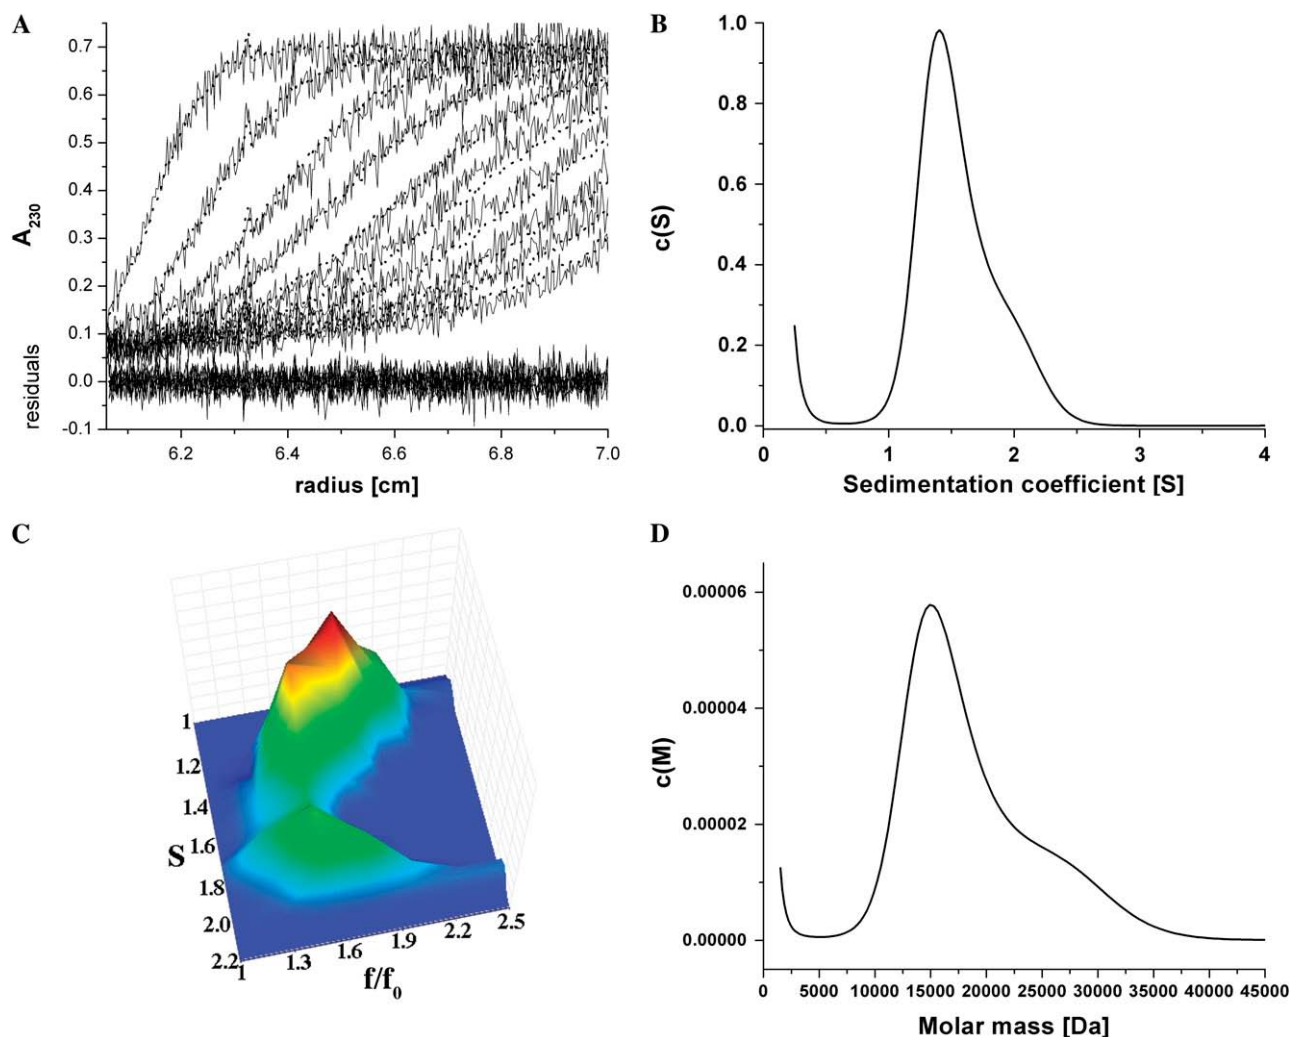 A
0.7
0.6
0.5
0.4
0.3
0.2
0.1
0.0
-0.1
A230
residuals
6.2 6.4 6.6 6.8 7.0
radius [cm]
B
1.0
0.8
0.6
0.4
0.2
0.0
c(S)
0 1 2 3 4
Sedimentation coefficient [S]
C
1
1.2
1.4
1.6
1.8
2.0
2.2
S
1 1.3 1.6 1.9 2.2 2.5
f/f0
D
0.00006
0.00004
0.00002
0.00000
c(M)
0 5000 10000 15000 20000 25000 30000 35000 40000 45000
Molar mass [Da]